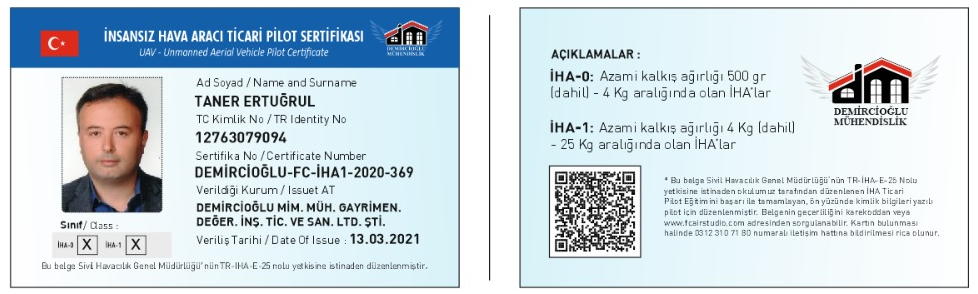 İNSANSIZ HAVA ARACI TİCARİ PİLOT SERTİFİKASI
UAV - Unmanned Aerial Vehicle Pilot Certificate
DEMİRCİOĞLU
MÜHENDİSLİK
Ad Soyad / Name and Surname
TANER ERTUĞRUL
TC Kimlik No / TR Identity No
12763079094
Sertifika No / Certificate Number
DEMİRCİOĞLU-FC-İHA1-2020-369
Verildiği Kurum / Issuet AT
DEMİRCİOĞLU MİM. MÜH. GAYRİMEN.
DEĞER. İNŞ. TİC. VE SAN. LTD. ŞTİ.
Veriliş Tarihi / Date Of Issue : 13.03.2021
Sınıf/ Class :
İHA-0 X İHA-1 X
Bu belge Sivil Havacılık Genel Müdürlüğü'nün TR-IHA-E-25 nolu yetkisine istinaden düzenlenmiştir.
AÇIKLAMALAR :
İHA-0: Azami kalkış ağırlığı 500 gr
(dahil) - 4 Kg aralığında olan İHA'lar
İHA-1: Azami kalkış ağırlığı 4 Kg (dahil)
- 25 Kg aralığında olan İHA'lar
dm
DEMİRCİOĞLU
MÜHENDİSLİK
* Bu belge Sivil Havacılık Genel Müdürlüğü'nün TR-İHA-E-25 Nolu
yetkisine istinaden okulumuz tarafından düzenlenen İHA Ticari
Pilot Eğitimini başarı ile tamamlayan, ön yüzünde kimlik bilgileri yazılı
pilot için düzenlenmiştir. Belgenin geçerliliğini karekoddan veya
www.fcairstudio.com adresinden sorgulanabilir. Kartın bulunması
halinde 0312 310 71 80 numaralı iletişim hattına bildirilmesi rica olunur.